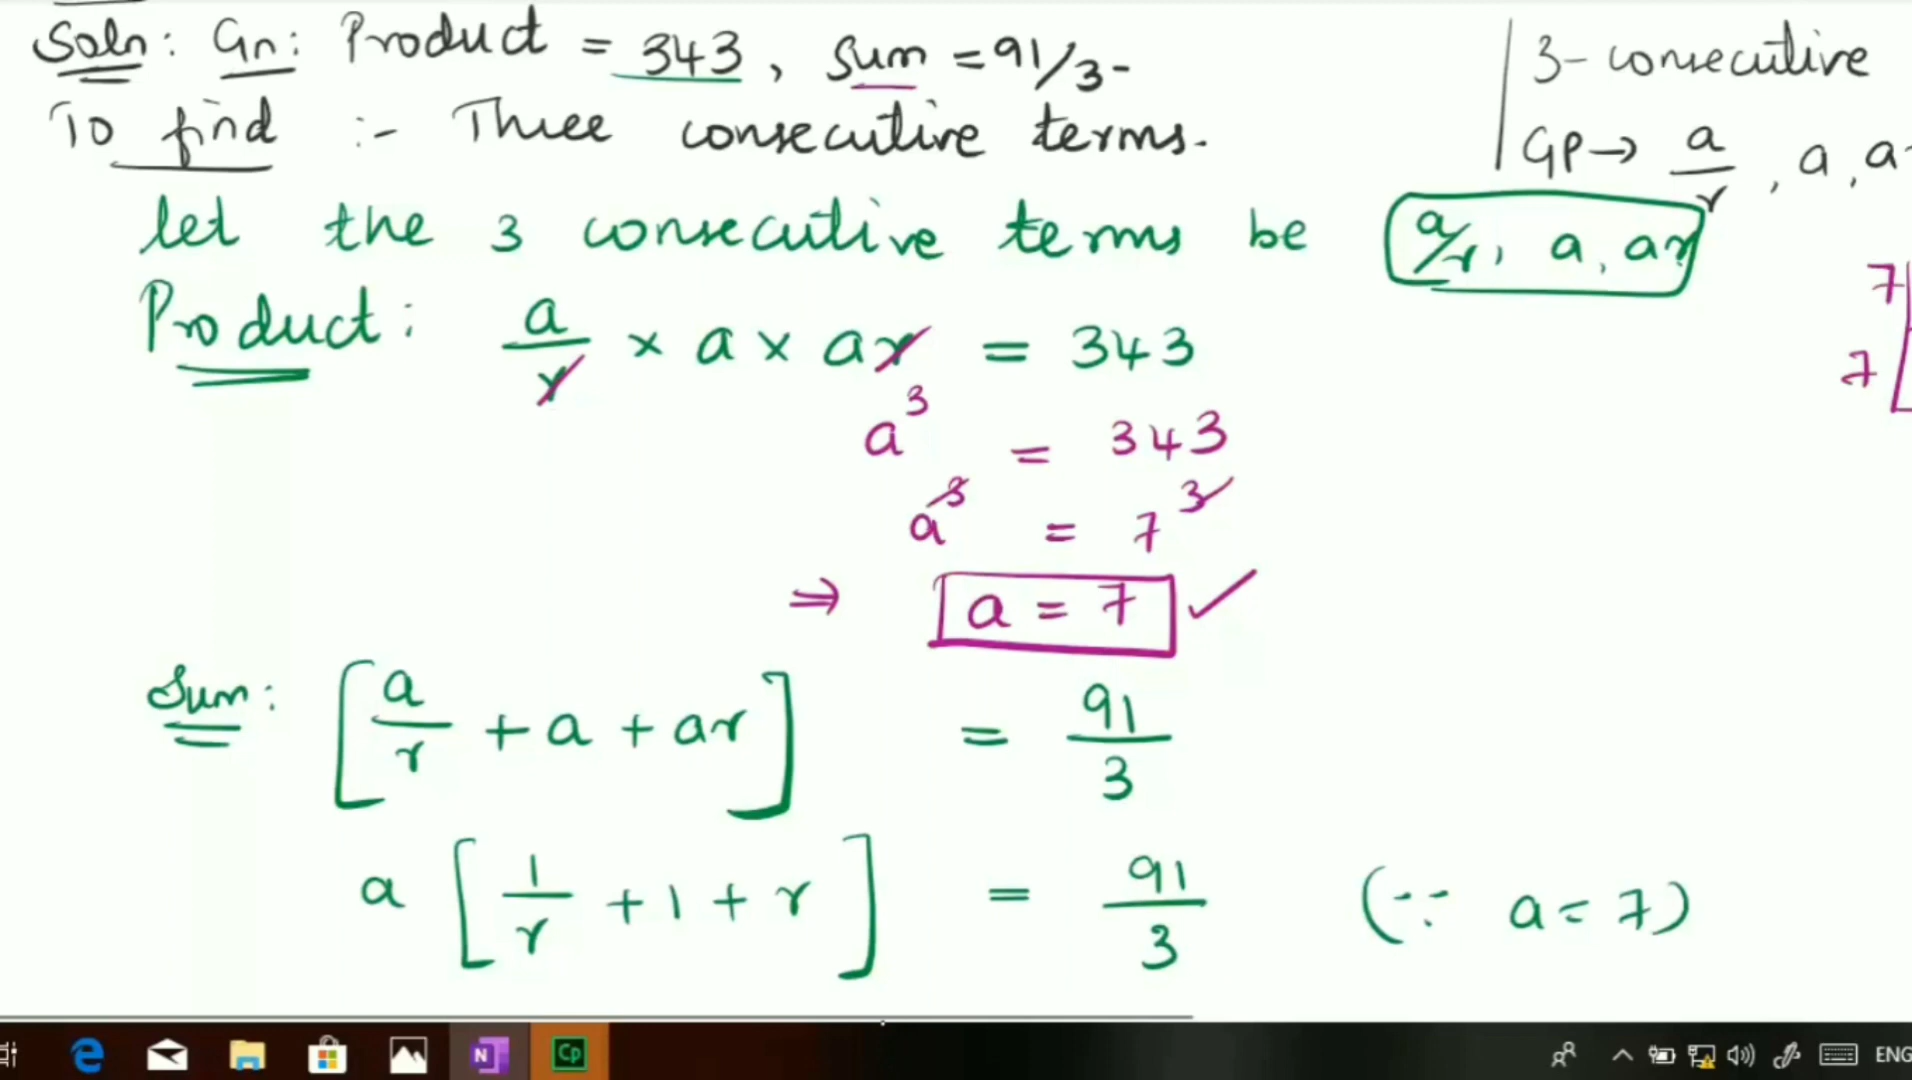 Soln: Gn: Product = 343, Sum = 91/3-
To find :- Three consecutive terms.
3-consecutive
GP→ a/r, a, a
let the 3 consecutive terms be a/r, a, ar
Product: a/r × a × ar = 343
7
7
a³ = 343
a³ = 7³
⇒ a = 7 ✓
Sum: [a/r + a + ar] = 91/3
a [1/r + 1 + r] = 91/3 (∵ a = 7)
N
Cp
ENG